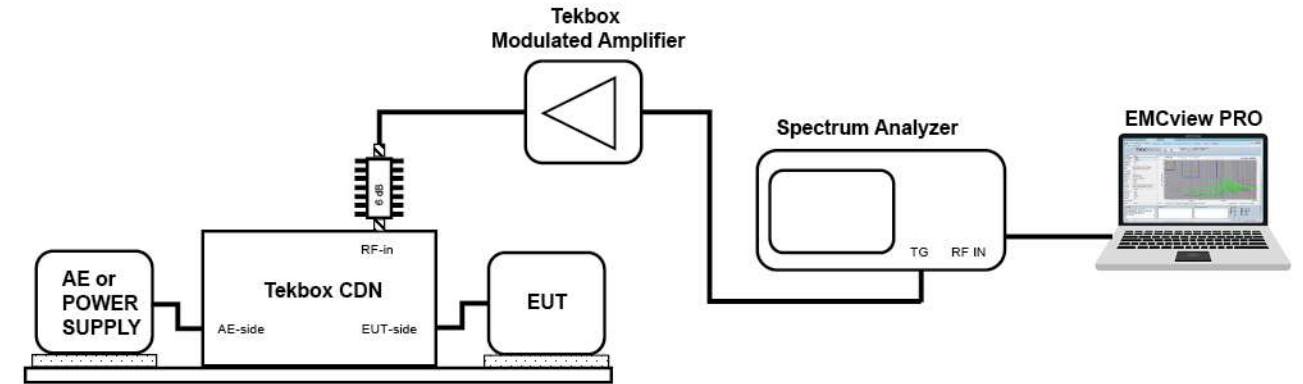 Tekbox
Modulated Amplifier
EMCview PRO
Spectrum Analyzer
6 dB
RF-in
TG RF IN
AE or
POWER
SUPPLY
Tekbox CDN
EUT
AE-side
EUT-side